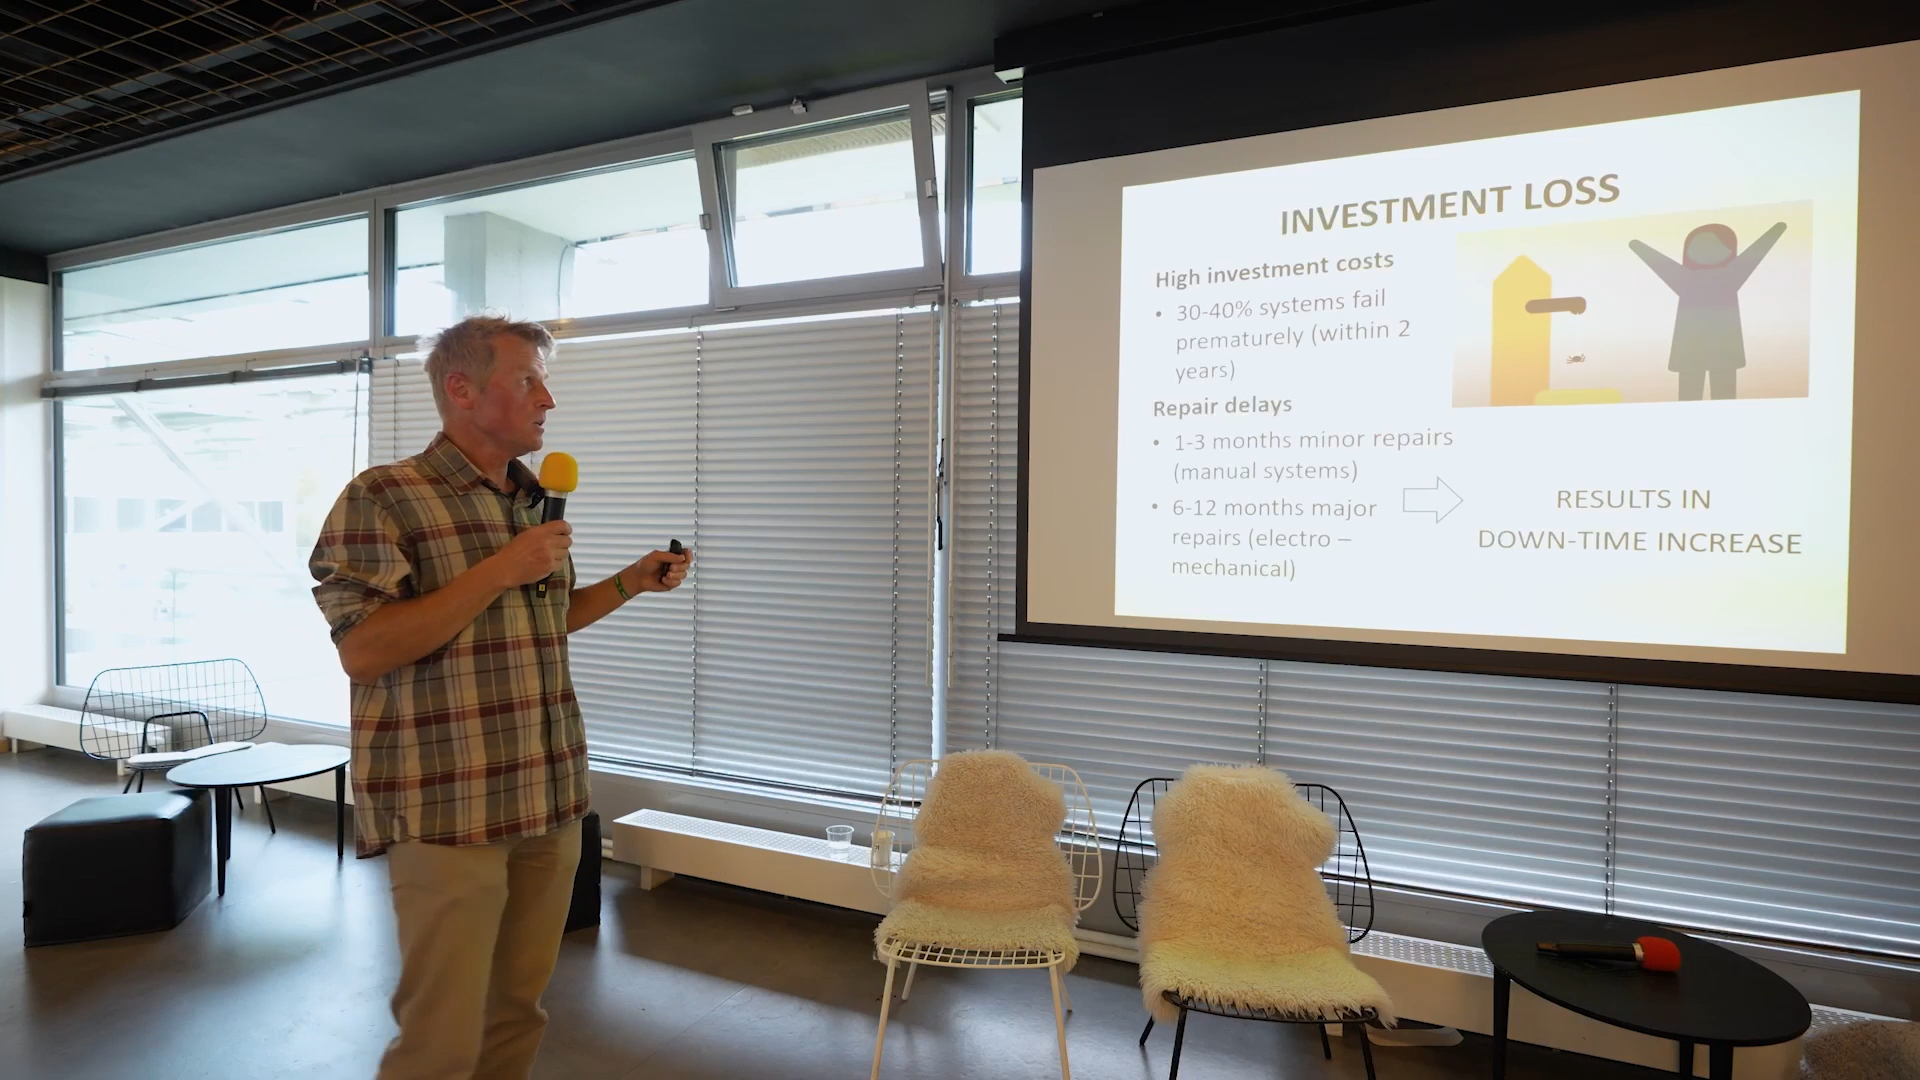 INVESTMENT LOSS
High investment costs
• 30-40% systems fail
prematurely (within 2
years)
Repair delays
• 1-3 months minor repairs
(manual systems)
• 6-12 months major
repairs (electro –
mechanical)
RESULTS IN
DOWN-TIME INCREASE